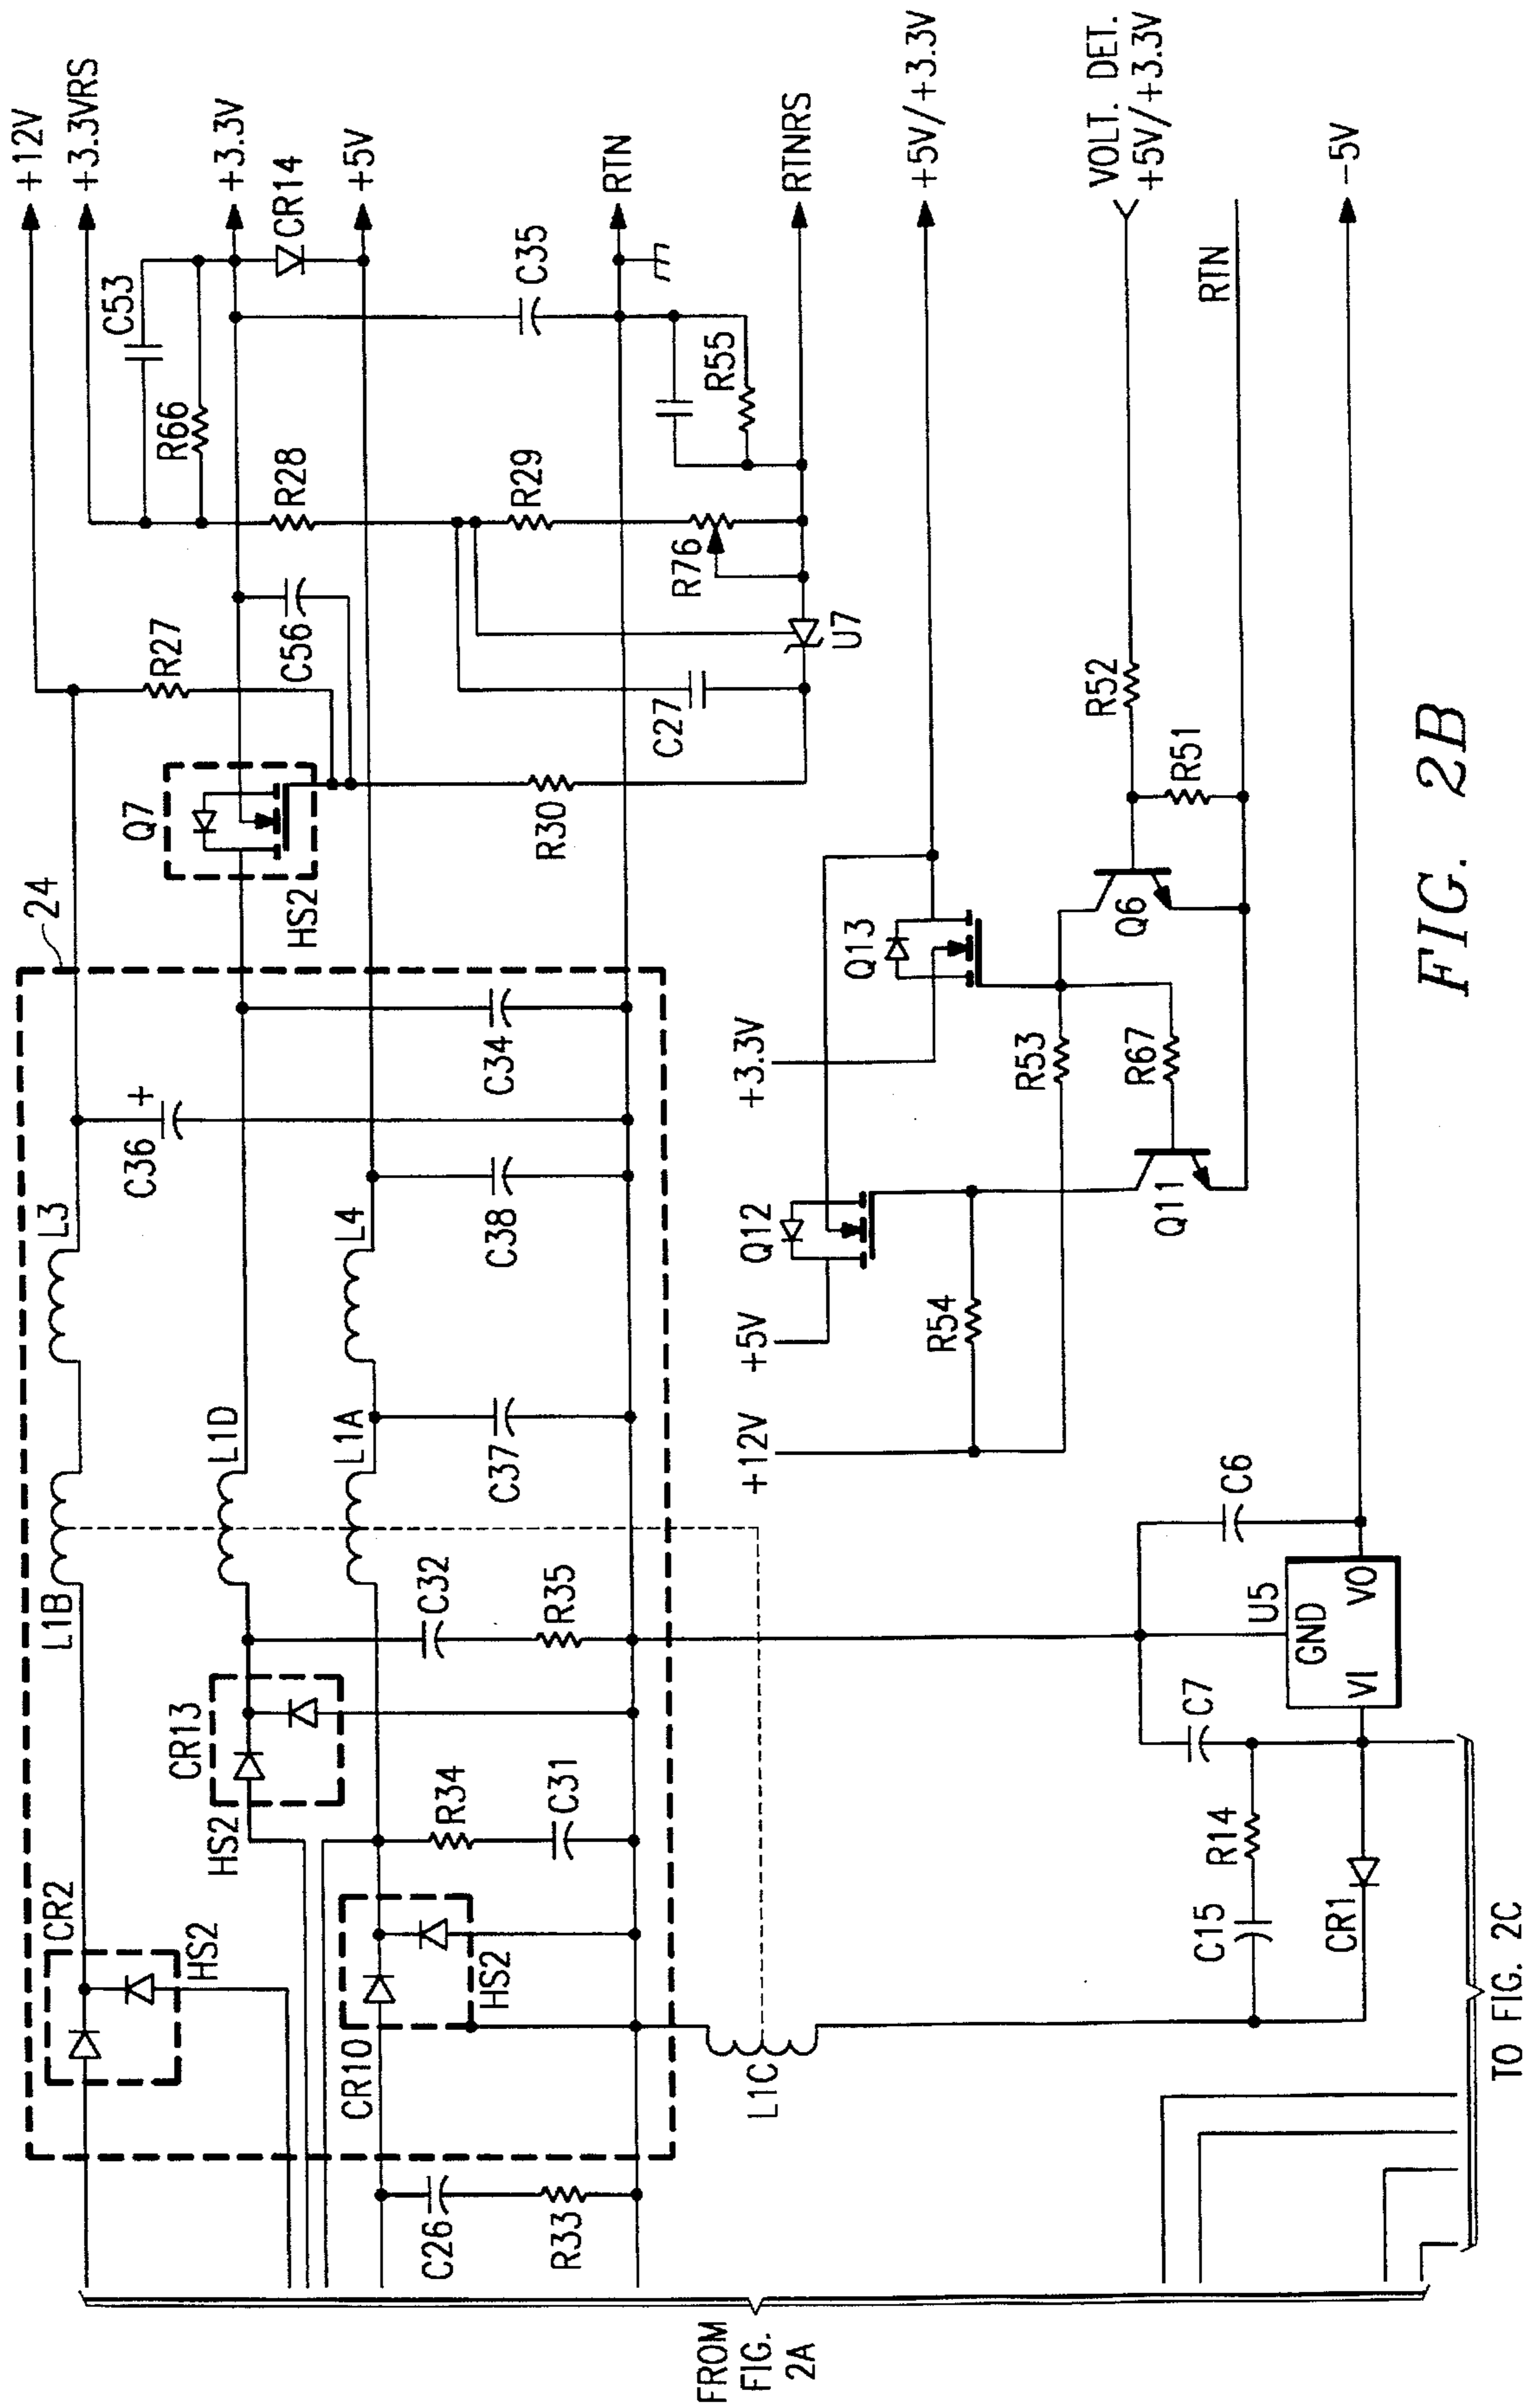 +12V
+3.3VRS
+3.3V
CR14
+5V
RTN
RTNRS
+5V/+3.3V
VOLT. DET.
+5V/+3.3V
RTN
-5V
C53
R66
C35
R55
R28
R29
R76
R27
C56
C27
U7
R52
R51
Q7
HS2
R30
24
Q13
Q6
C34
+3.3V
R53
R67
C36
+
C38
L3
L4
Q12
Q11
+5V
R54
+12V
L1D
L1A
C37
L1B
C32
R35
C6
U5
GND
VO
VI
CR13
HS2
R34
C31
C7
R14
CR2
HS2
CR10
HS2
C15
CR1
L1C
C26
R33
FROM
FIG.
2A
TO FIG. 2C
FIG. 2B